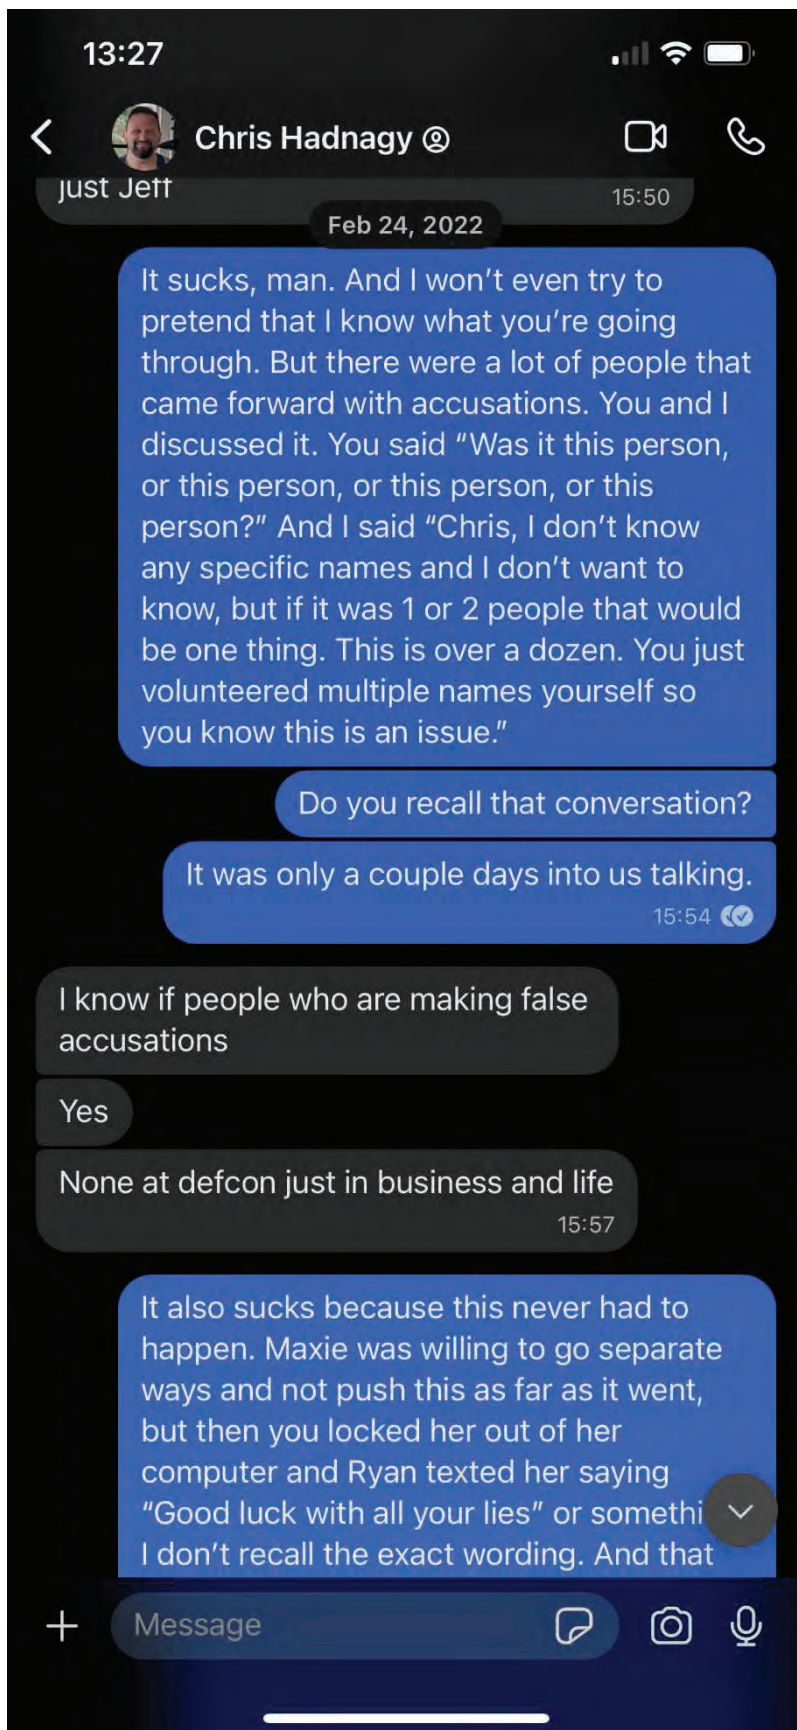 13:27
Chris Hadnagy
just Jeff
15:50
Feb 24, 2022
It sucks, man. And I won’t even try to
pretend that I know what you’re going
through. But there were a lot of people that
came forward with accusations. You and I
discussed it. You said “Was it this person,
or this person, or this person, or this
person?” And I said “Chris, I don’t know
any specific names and I don’t want to
know, but if it was 1 or 2 people that would
be one thing. This is over a dozen. You just
volunteered multiple names yourself so
you know this is an issue.”
Do you recall that conversation?
It was only a couple days into us talking.
15:54
I know if people who are making false
accusations
Yes
None at defcon just in business and life
15:57
It also sucks because this never had to
happen. Maxie was willing to go separate
ways and not push this as far as it went,
but then you locked her out of her
computer and Ryan texted her saying
“Good luck with all your lies” or somethi
I don’t recall the exact wording. And that
Message